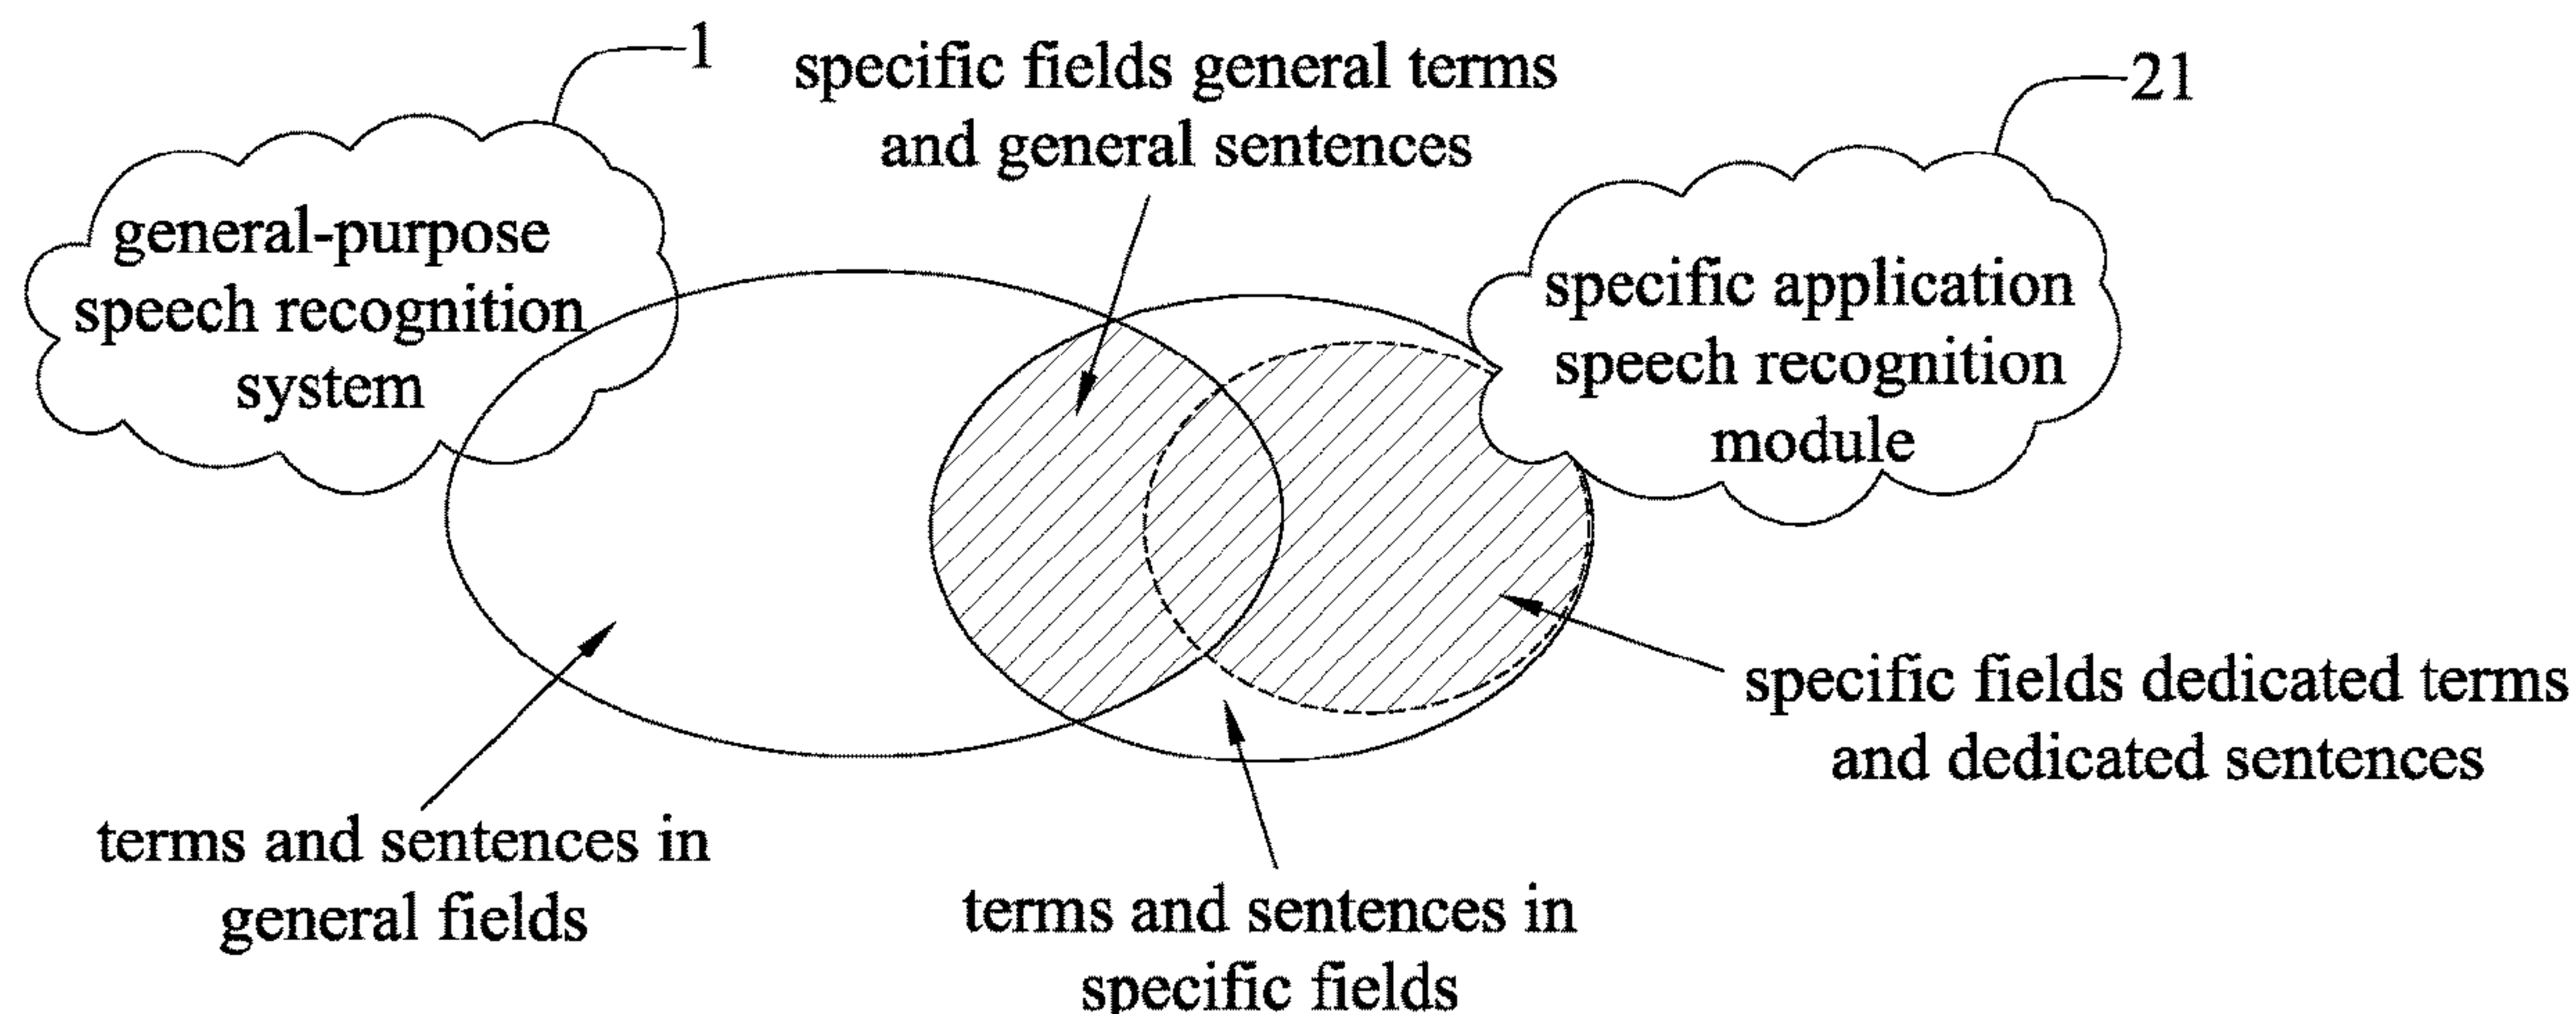 1
specific fields general terms
and general sentences
21
general-purpose
speech recognition
system
specific application
speech recognition
module
specific fields dedicated terms
and dedicated sentences
terms and sentences in
general fields
terms and sentences in
specific fields